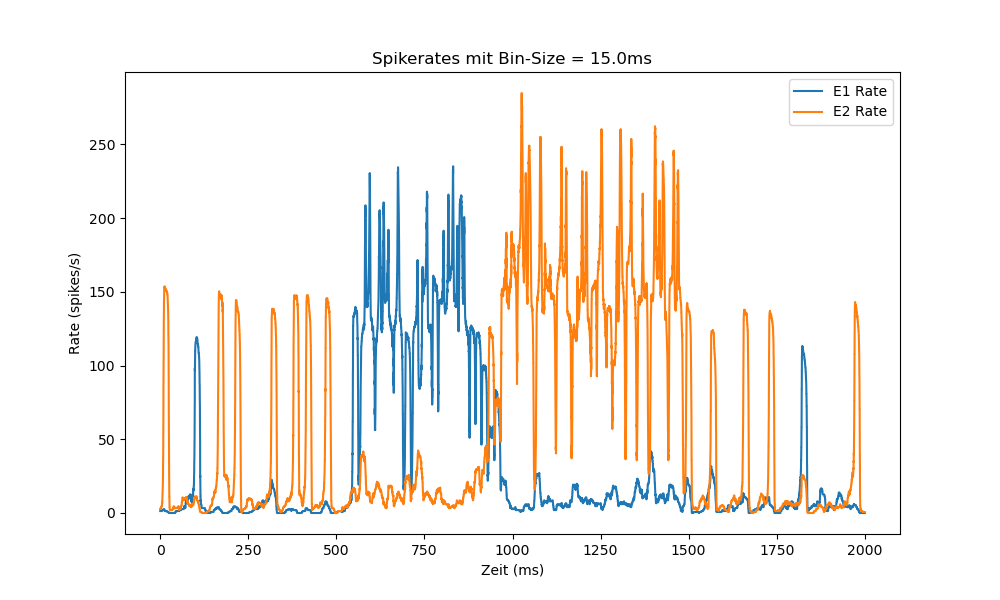 Spikerates mit Bin-Size = 15.0ms
E1 Rate
E2 Rate
Rate (spikes/s)
250
200
150
100
50
0
0 250 500 750 1000 1250 1500 1750 2000
Zeit (ms)